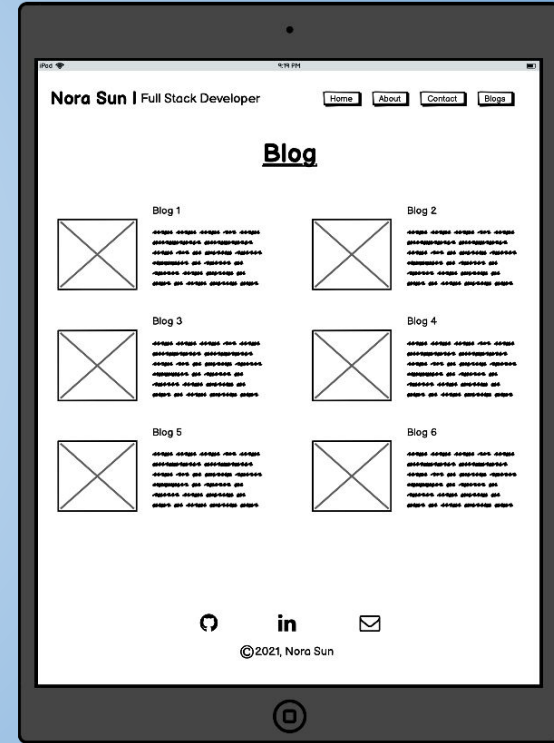 iPod 9:19 PM
Nora Sun | Full Stack Developer Home About Contact Blogs
Blog
Blog 1
Blog 2
Blog 3
Blog 4
Blog 5
Blog 6
in
©2021, Nora Sun